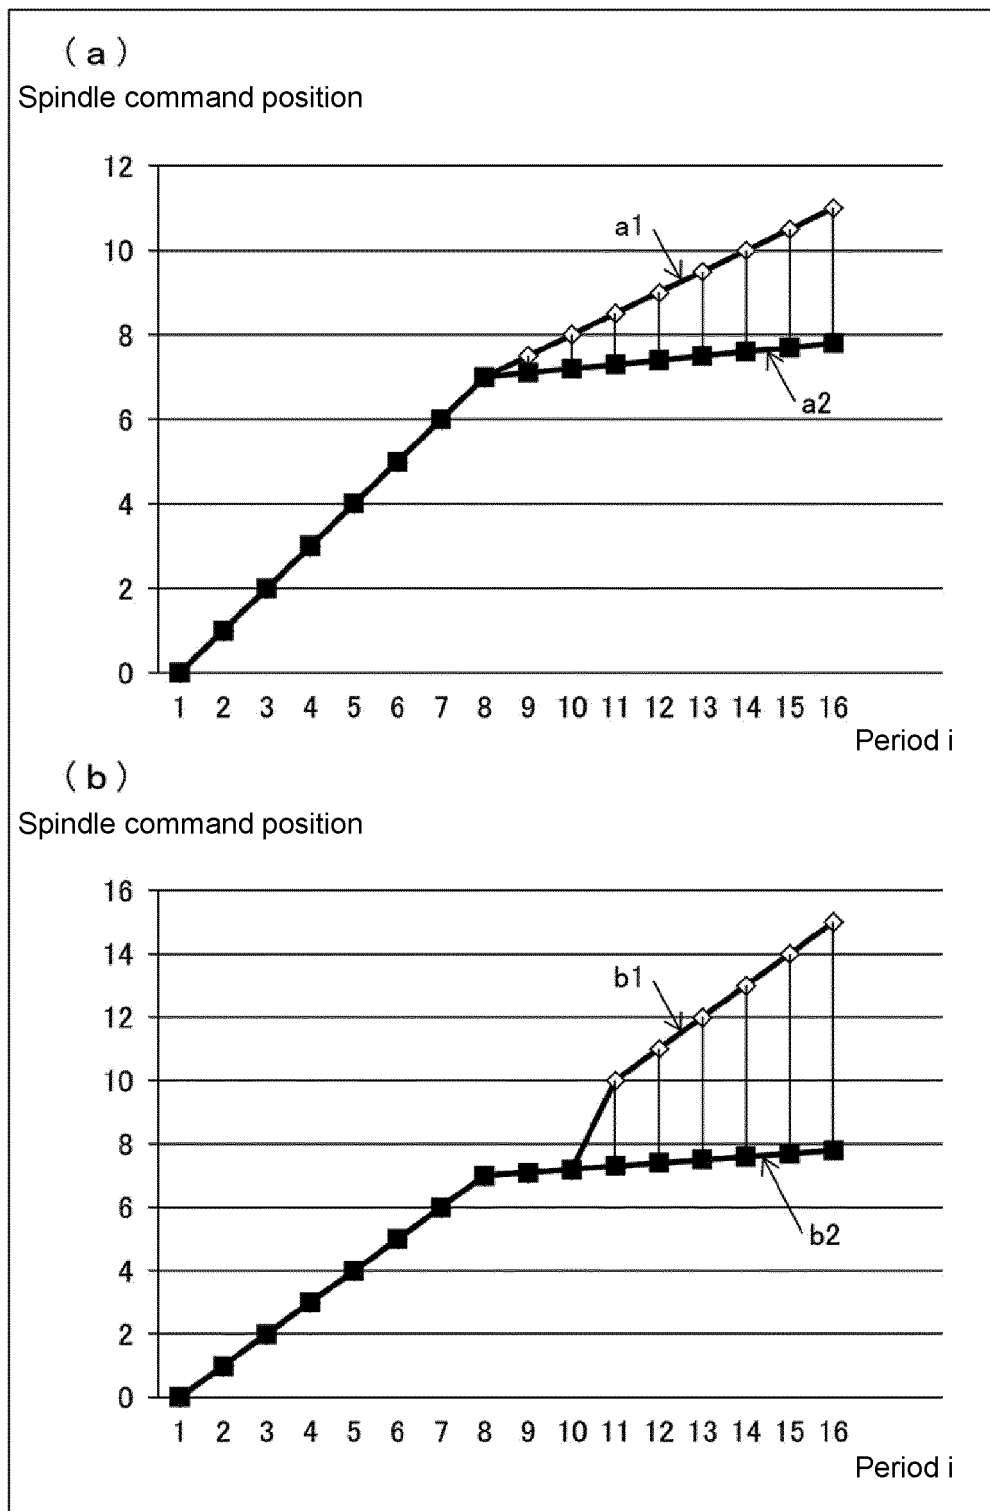 (a)
Spindle command position
12
10
8
6
4
2
0
a1
a2
1 2 3 4 5 6 7 8 9 10 11 12 13 14 15 16
Period i
(b)
Spindle command position
16
14
12
10
8
6
4
2
0
b1
b2
1 2 3 4 5 6 7 8 9 10 11 12 13 14 15 16
Period i